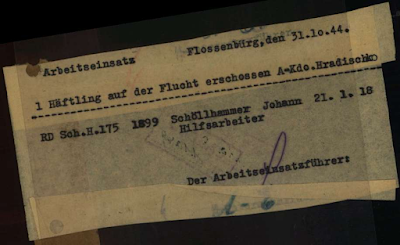 Flossenbürg, den 31.10.44.
Arbeitseinsatz
1 Häftling auf der Flucht erschossen A-Kdo.Hradischko
RD Sch.H.175 1899 Schöllhammer Johann 21. 1. 18
Hilfsarbeiter
Der Arbeitseinsatzführer: